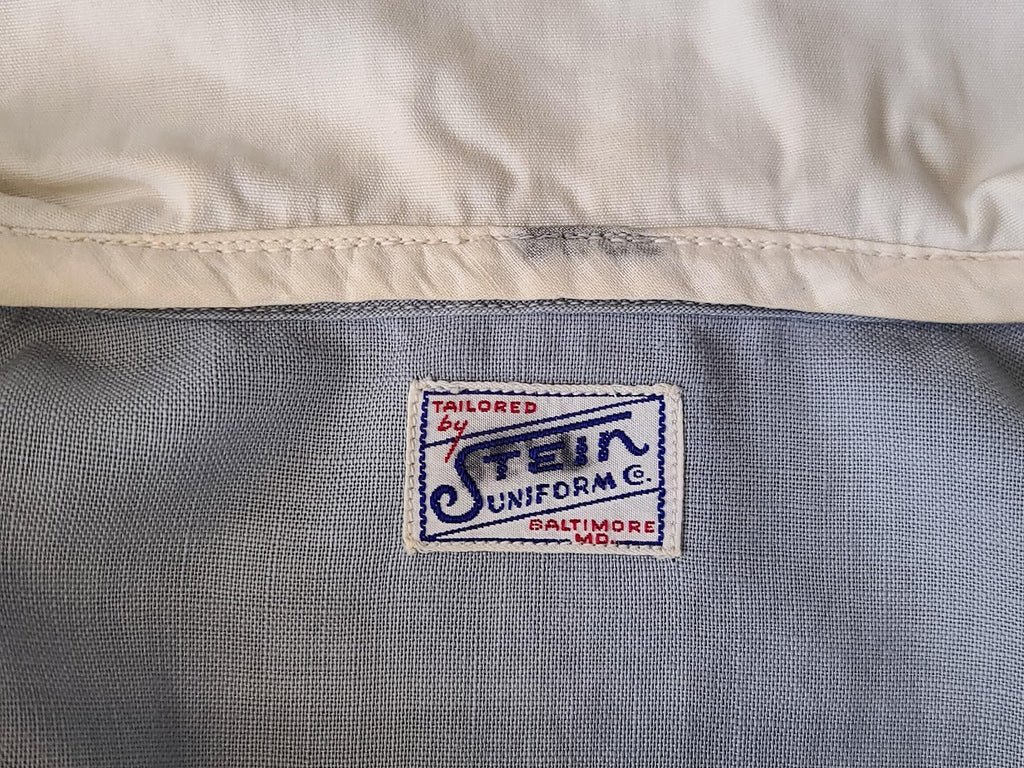 TAILORED
by
STEIN
UNIFORM Co.
BALTIMORE
MD.